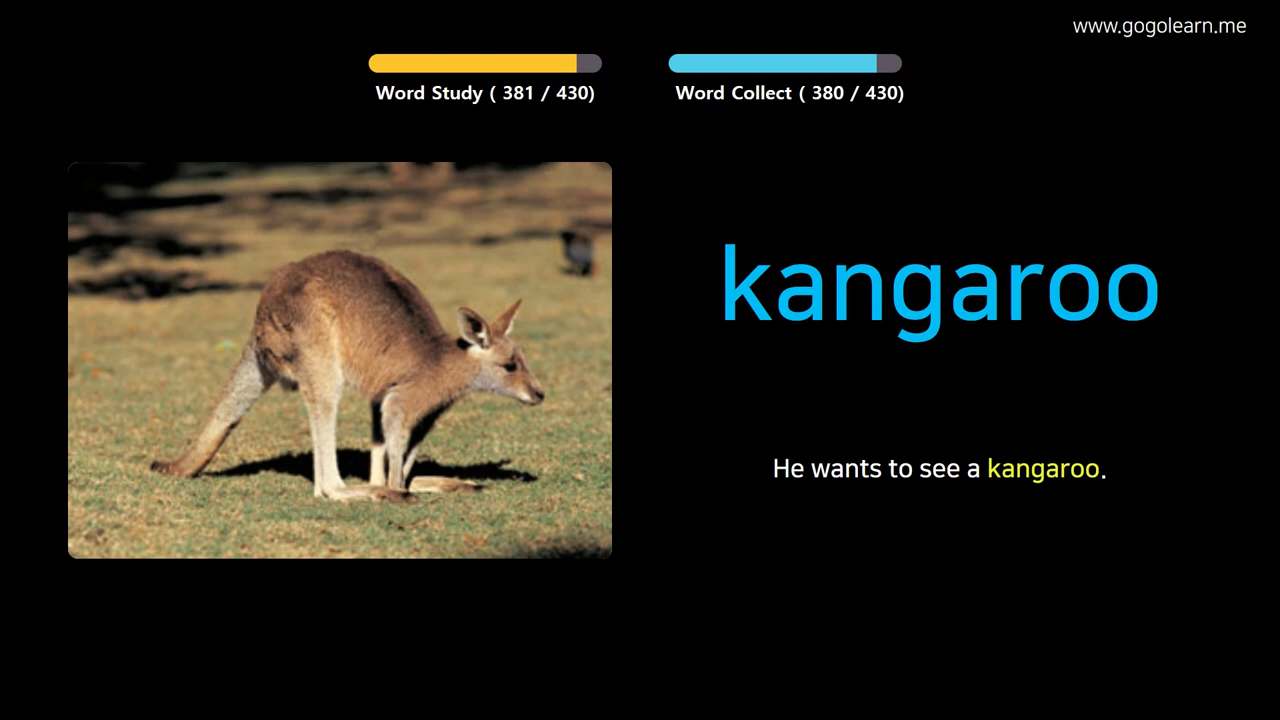 www.gogolearn.me
Word Study ( 381 / 430)
Word Collect ( 380 / 430)
kangaroo
He wants to see a kangaroo.